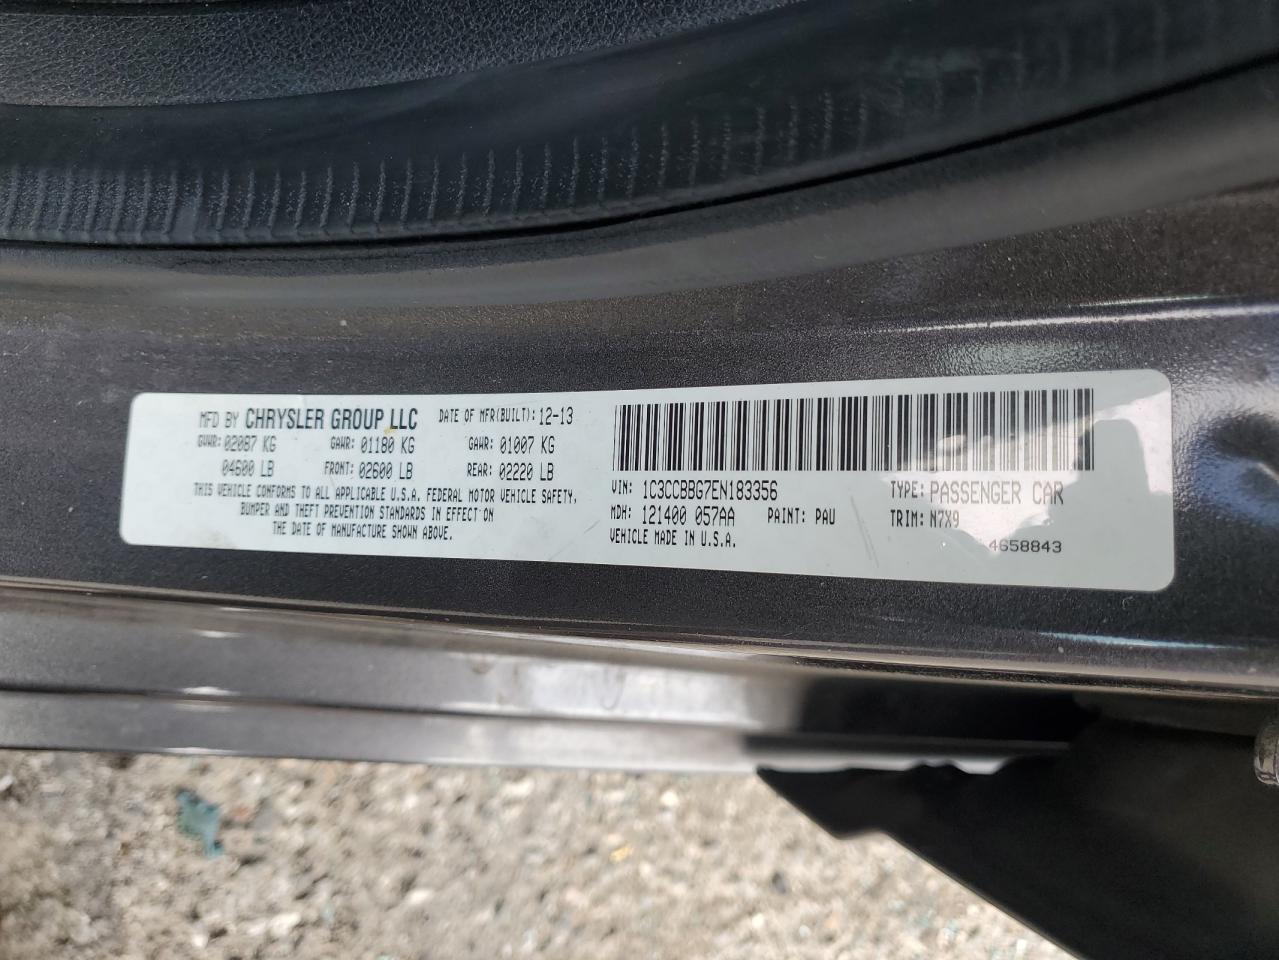 MFD BY CHRYSLER GROUP LLC DATE OF MFR(BUILT): 12-13
GVWR: 02087 KG GAWR: 01180 KG GAWR: 01007 KG
04600 LB FRONT: 02600 LB REAR: 02220 LB
THIS VEHICLE CONFORMS TO ALL APPLICABLE U.S.A. FEDERAL MOTOR VEHICLE SAFETY,
BUMPER AND THEFT PREVENTION STANDARDS IN EFFECT ON
THE DATE OF MANUFACTURE SHOWN ABOVE.
VIN: 1C3CCBBG7EN183356 TYPE: PASSENGER CAR
MDH: 121400 057AA PAINT: PAU TRIM: N7X9
VEHICLE MADE IN U.S.A. 4658843